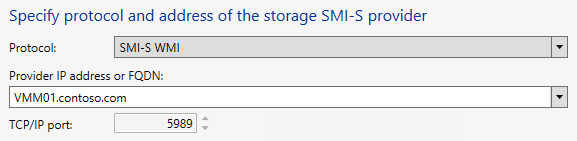 Specify protocol and address of the storage SMI-S provider
Protocol: SMI-S WMI
Provider IP address or FQDN:
VMM01.contoso.com
TCP/IP port: 5989